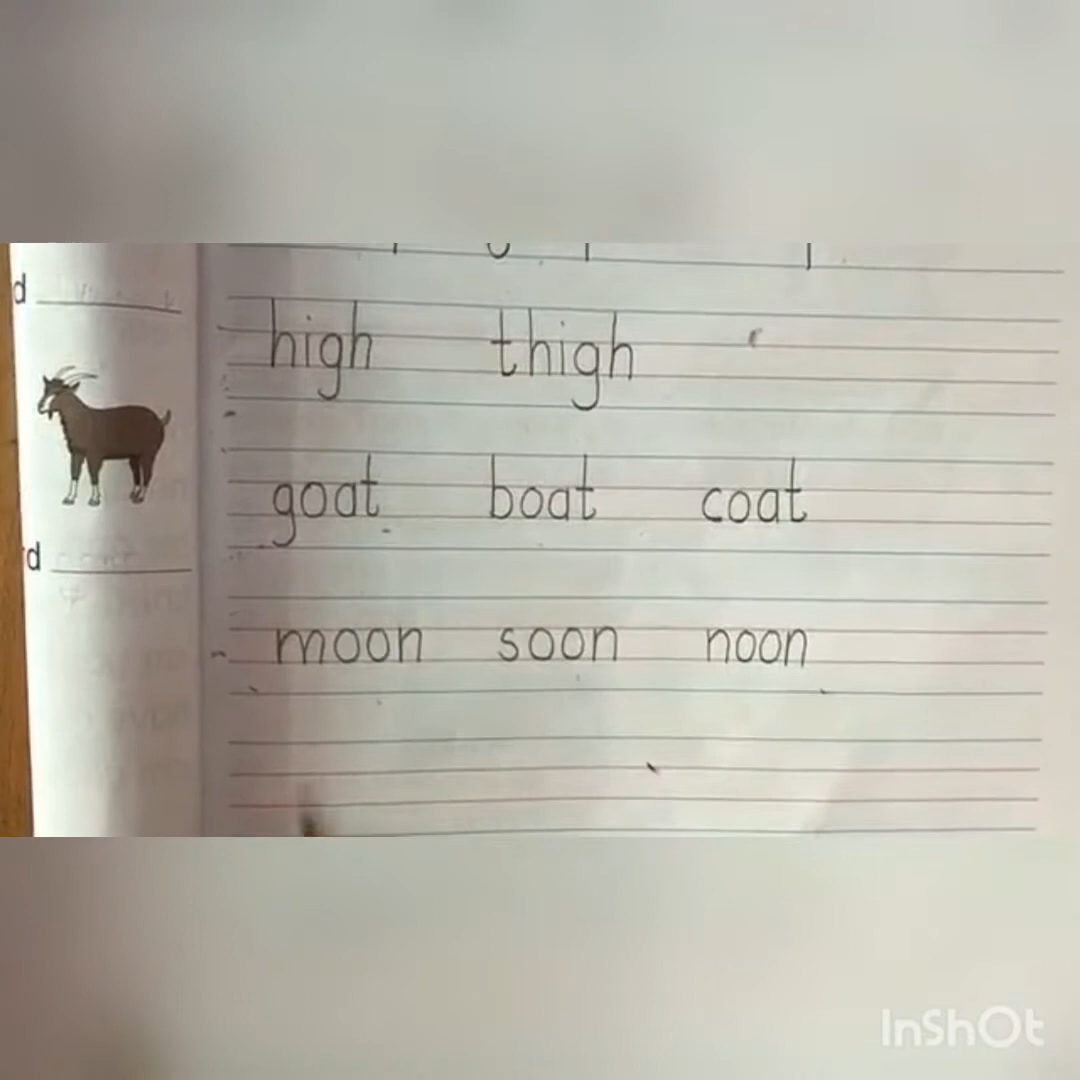 d
high thigh
goat boat coat
d
moon soon noon
InShOt